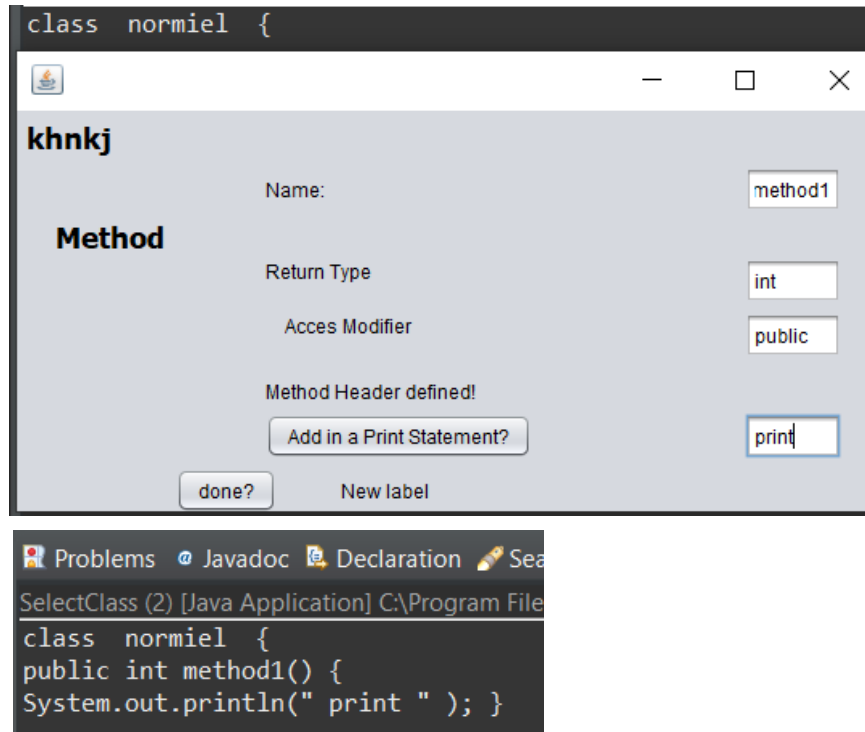 class  normiel  {
khnkj
Name:
method1
Method
Return Type
int
Acces Modifier
public
Method Header defined!
Add in a Print Statement?
print
done?
New label
Problems @ Javadoc Declaration
SelectClass (2) [Java Application] C:\Program File
class  normiel  {
public int method1() {
System.out.println(" print " ); }